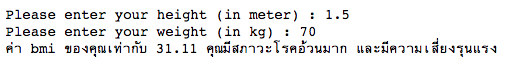 Please enter your height (in meter) : 1.5
Please enter your weight (in kg) : 70
ค่า bmi ของคุณเท่ากับ 31.11 คุณมีสภาวะโรคอ้วนมาก และมีความเสี่ยงรุนแรง